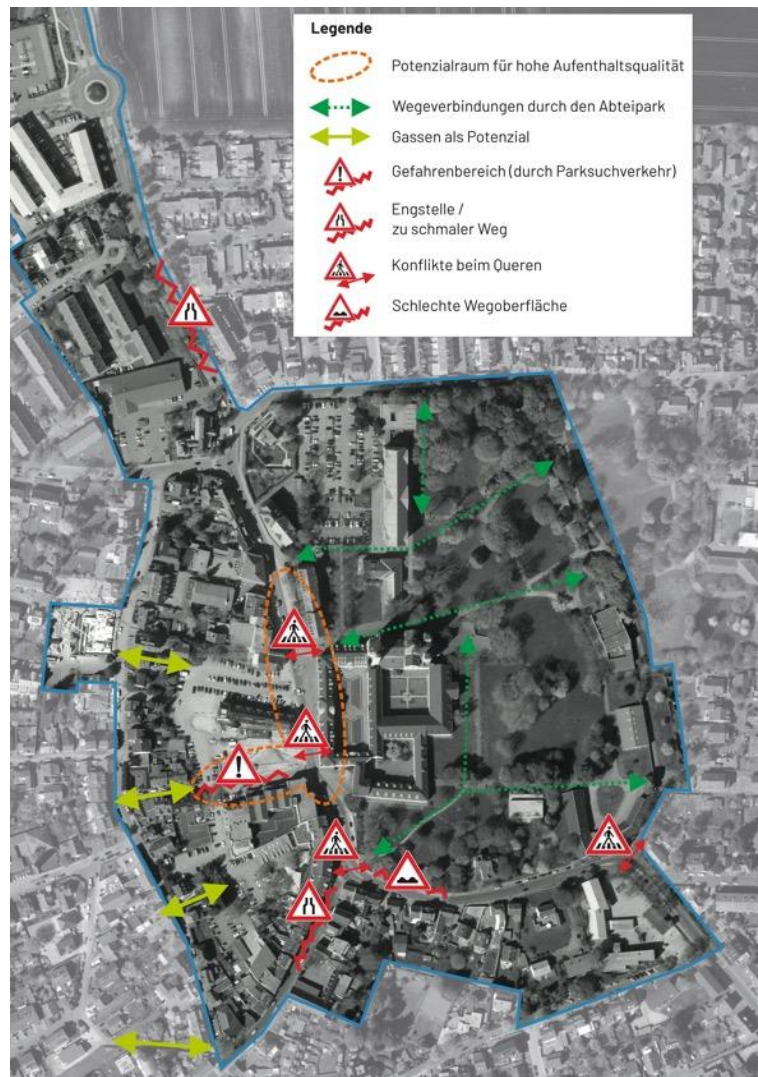 Legende
Potenzialraum für hohe Aufenthaltsqualität
Wegeverbindungen durch den Abteipark
Gassen als Potenzial
Gefahrenbereich (durch Parksuchverkehr)
Engstelle /
zu schmaler Weg
Konflikte beim Queren
Schlechte Wegoberfläche